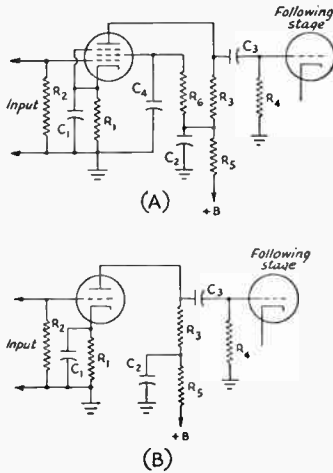 Following
stage
C3
R2
Input
C1
R1
C4
R6
R3
R4
C2
R5
+B
(A)
Following
stage
C3
R2
R3
Input
C1
R1
C2
R4
R5
+B
(B)